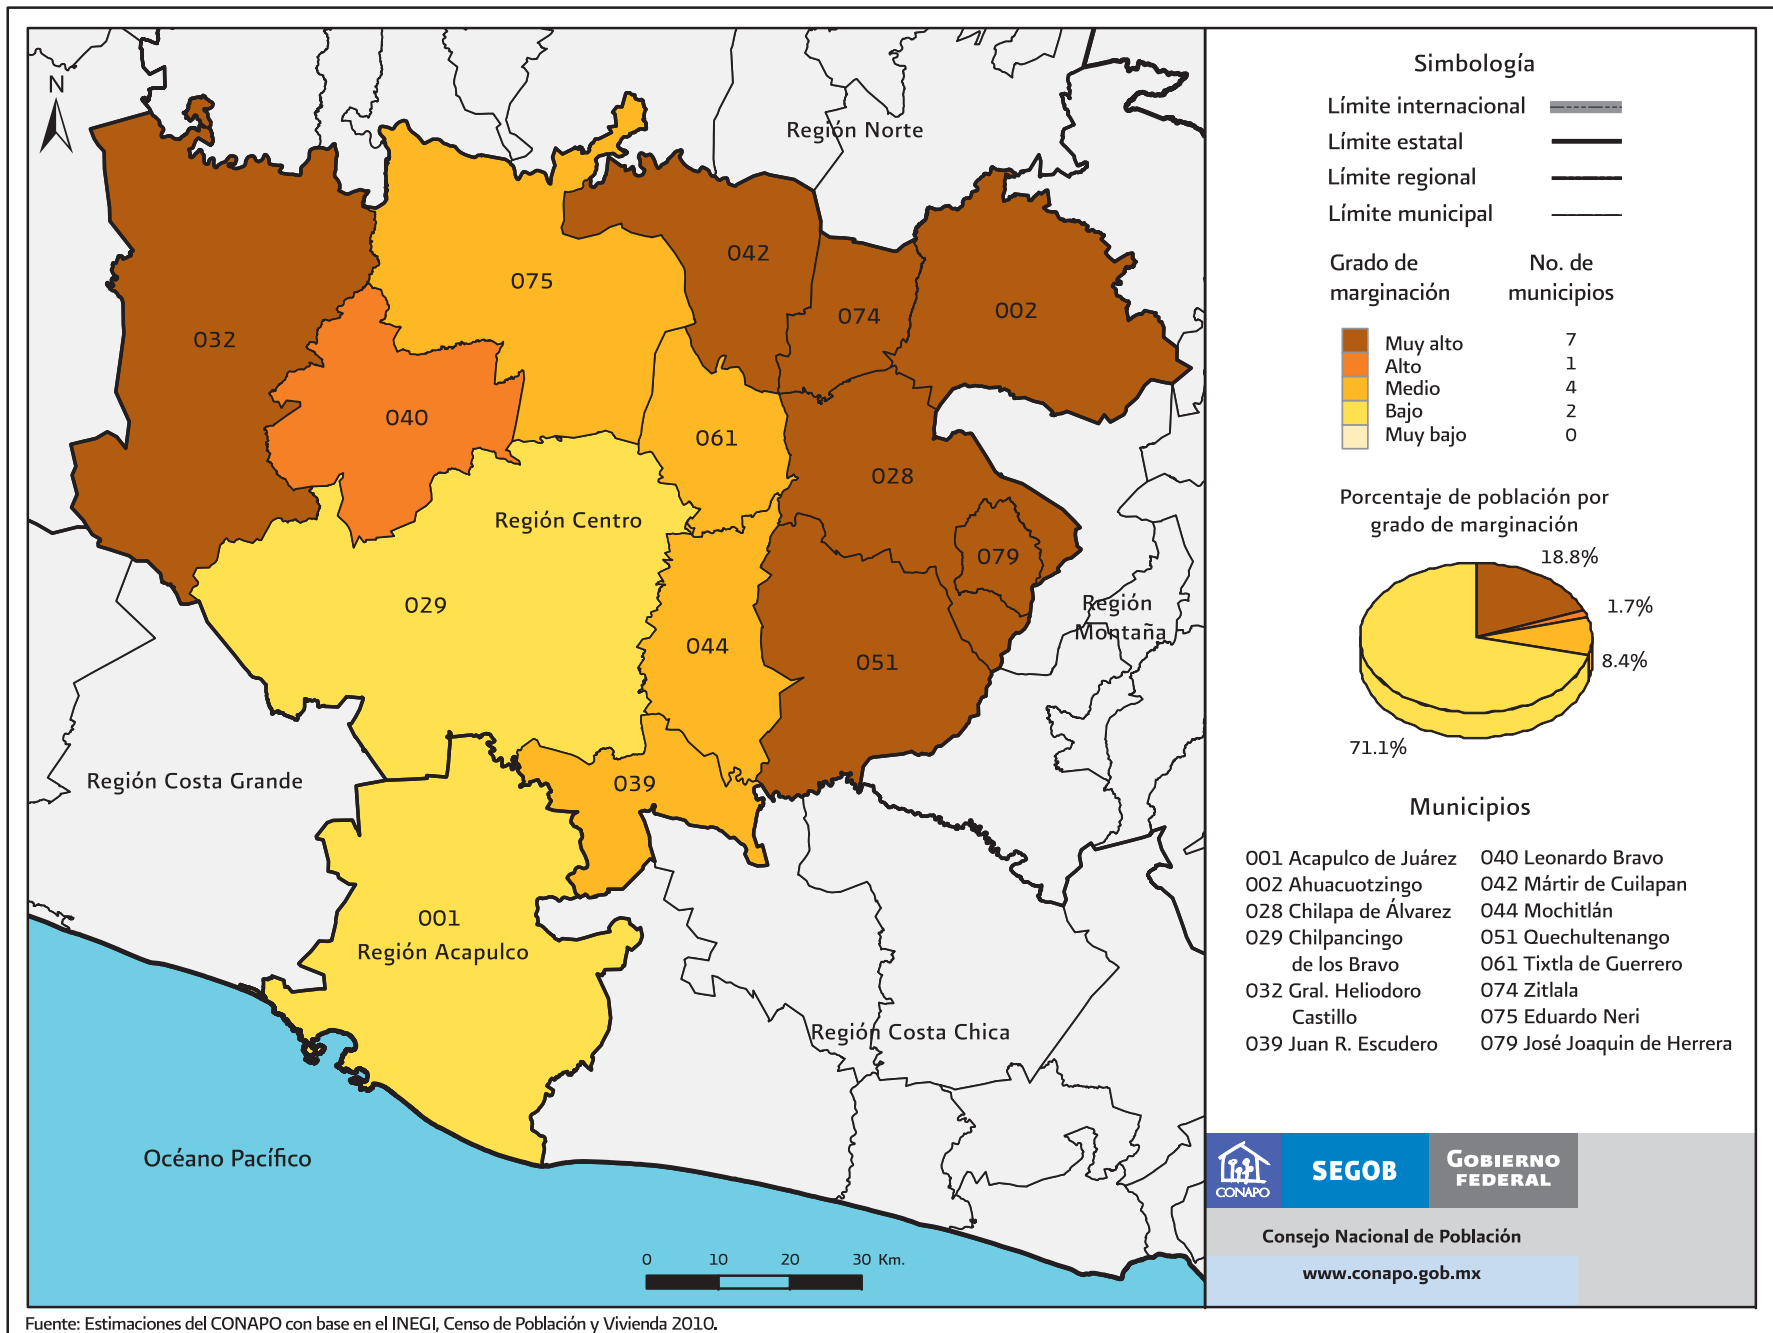 N
Región Norte
042
075
002
074
032
040
061
028
Región Centro
079
029
Región
Montaña
044
051
Región Costa Grande
039
001
Región Acapulco
Región Costa Chica
Océano Pacífico
0 10 20 30 Km.
Simbología
Límite internacional
Límite estatal
Límite regional
Límite municipal
Grado de
marginación
No. de
municipios
Muy alto 7
Alto 1
Medio 4
Bajo 2
Muy bajo 0
Porcentaje de población por
grado de marginación
18.8%
1.7%
8.4%
71.1%
Municipios
001 Acapulco de Juárez
002 Ahuacuotzingo
028 Chilapa de Álvarez
029 Chilpancingo
de los Bravo
032 Gral. Heliodoro
Castillo
039 Juan R. Escudero
040 Leonardo Bravo
042 Mártir de Cuilapan
044 Mochitlán
051 Quechultenango
061 Tixtla de Guerrero
074 Zitlala
075 Eduardo Neri
079 José Joaquin de Herrera
CONAPO
SEGOB
GOBIERNO
FEDERAL
Consejo Nacional de Población
www.conapo.gob.mx
Fuente: Estimaciones del CONAPO con base en el INEGI, Censo de Población y Vivienda 2010.